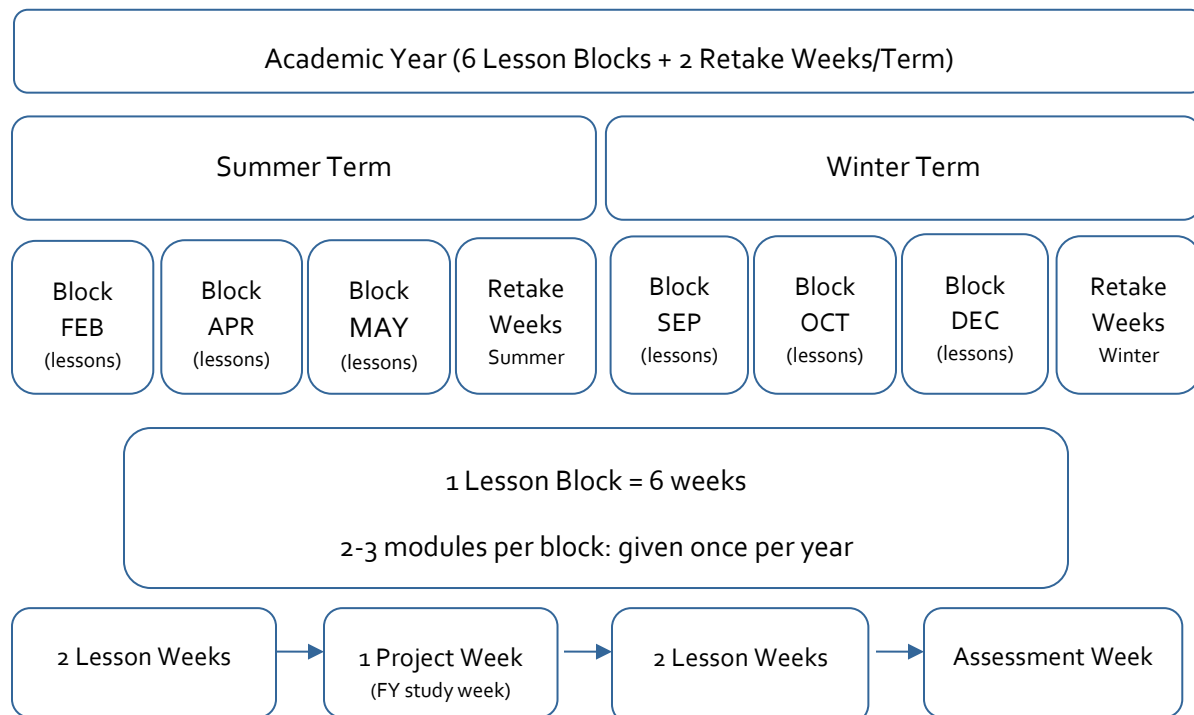 Academic Year (6 Lesson Blocks + 2 Retake Weeks/Term)
Summer Term
Winter Term
Block
FEB
(lessons)
Block
APR
(lessons)
Block
MAY
(lessons)
Retake
Weeks
Summer
Block
SEP
(lessons)
Block
OCT
(lessons)
Block
DEC
(lessons)
Retake
Weeks
Winter
1 Lesson Block = 6 weeks
2-3 modules per block: given once per year
2 Lesson Weeks
1 Project Week
(FY study week)
2 Lesson Weeks
Assessment Week